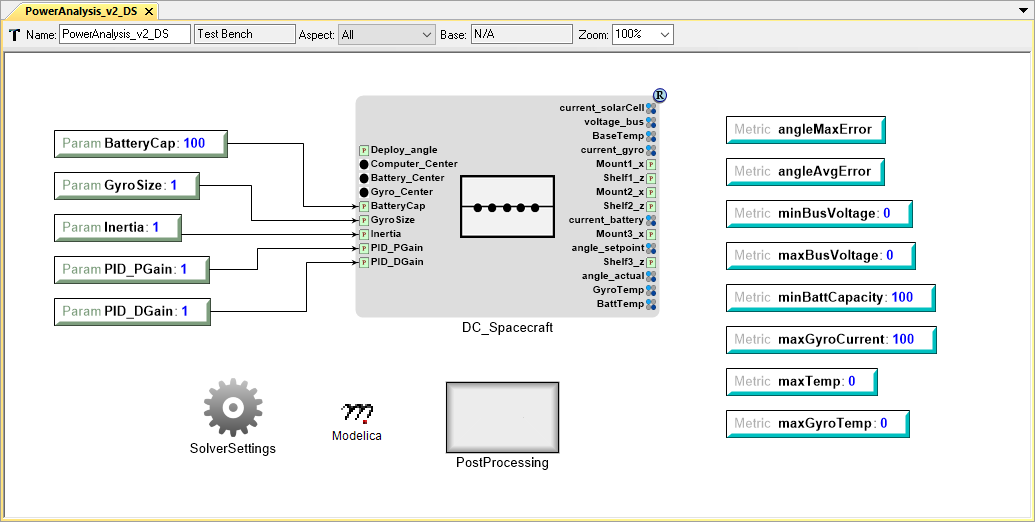 PowerAnalysis_v2_DS
Name: PowerAnalysis_v2_DS Test Bench Aspect: All Base: N/A Zoom: 100%
Param BatteryCap: 100
Param GyroSize: 1
Param Inertia: 1
Param PID_PGain: 1
Param PID_DGain: 1
R
Deploy_angle
Computer_Center
Battery_Center
Gyro_Center
BatteryCap
GyroSize
Inertia
PID_PGain
PID_DGain
current_solarCell
voltage_bus
BaseTemp
current_gyro
Mount1_x
Shelf1_z
Mount2_x
Shelf2_z
current_battery
Mount3_x
angle_setpoint
Shelf3_z
angle_actual
GyroTemp
BattTemp
DC_Spacecraft
Metric angleMaxError
Metric angleAvgError
Metric minBusVoltage: 0
Metric maxBusVoltage: 0
Metric minBattCapacity: 100
Metric maxGyroCurrent: 100
Metric maxTemp: 0
Metric maxGyroTemp: 0
SolverSettings
m
Modelica
PostProcessing